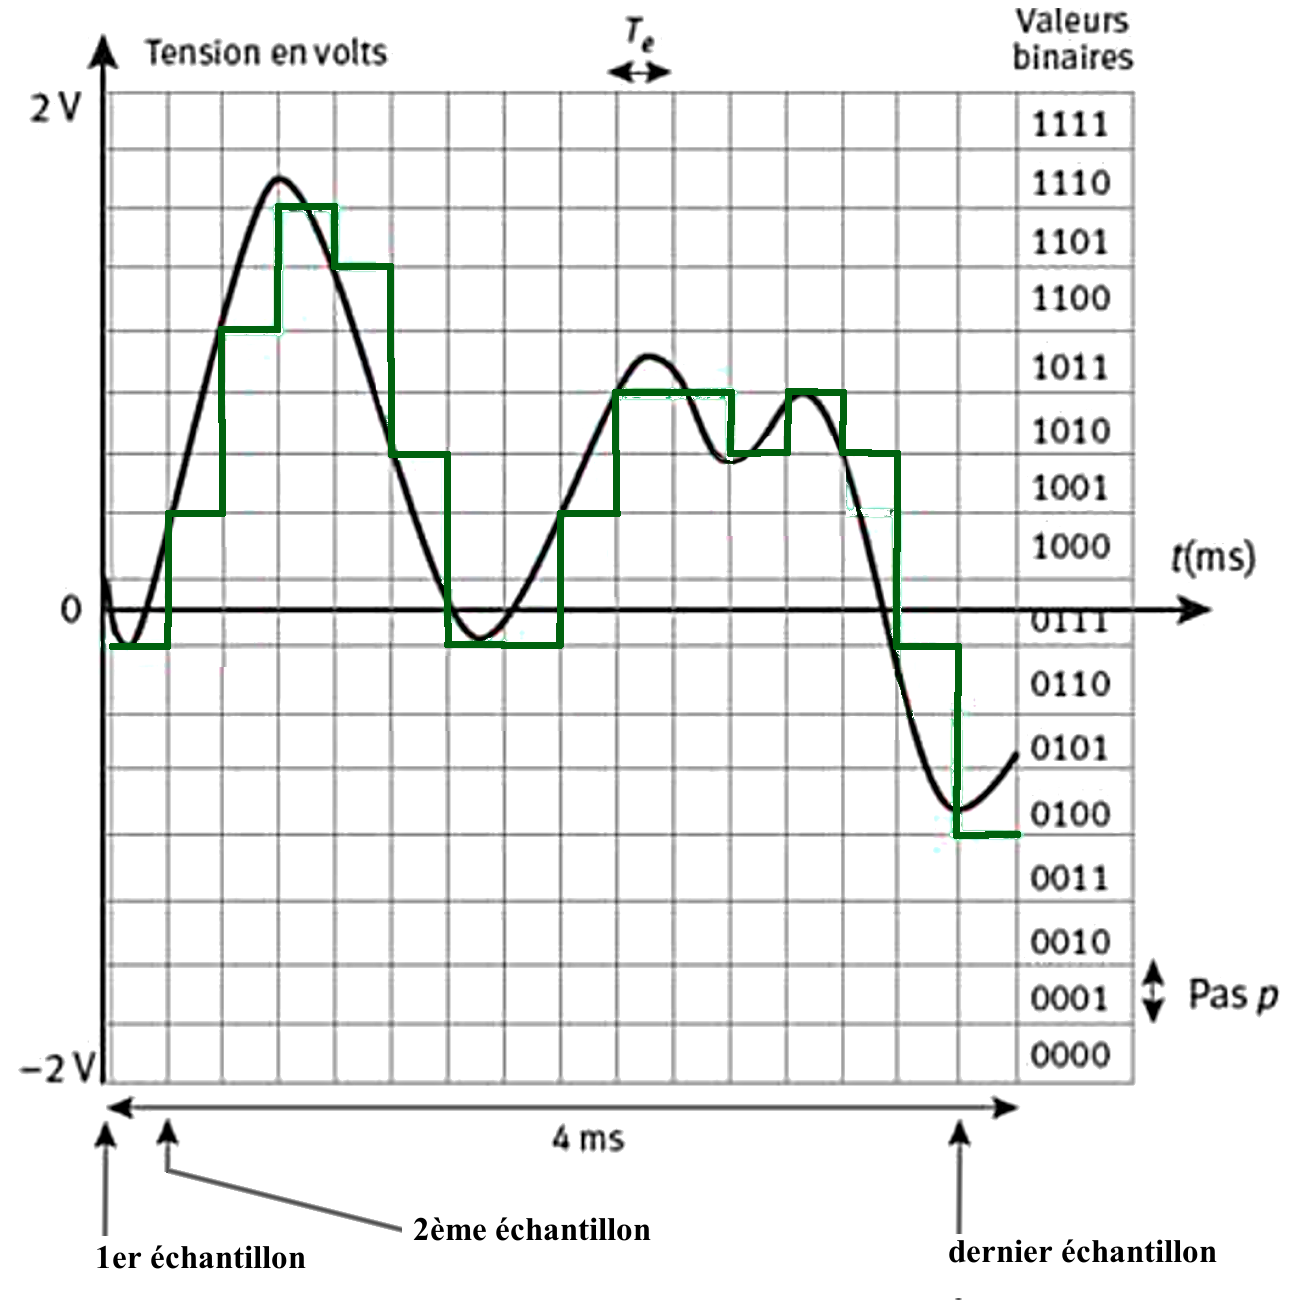 Tension en volts
Te
Valeurs
binaires
2 V
1111
1110
1101
1100
1011
1010
1001
1000
t(ms)
0
0111
0110
0101
0100
0011
0010
0001
Pas p
0000
−2 V
4 ms
2ème échantillon
1er échantillon
dernier échantillon